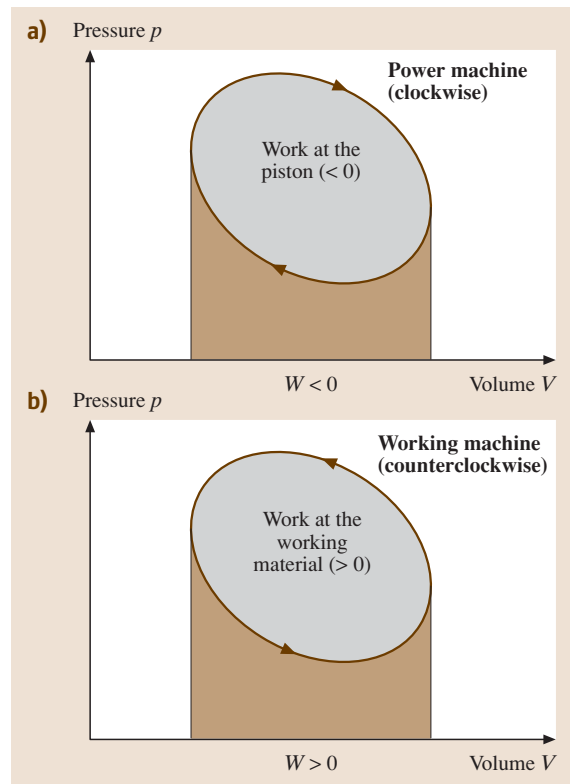 a) Pressure p
Power machine
(clockwise)
Work at the
piston (< 0)
W < 0 Volume V
b) Pressure p
Working machine
(counterclockwise)
Work at the
working
material (> 0)
W > 0 Volume V